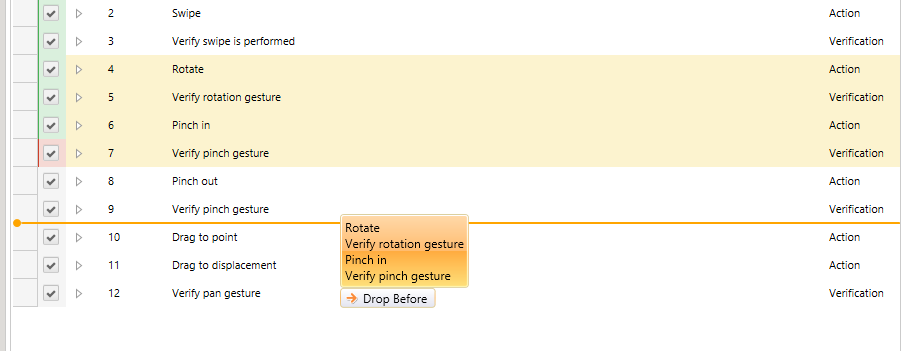 2 Swipe Action
3 Verify swipe is performed Verification
4 Rotate Action
5 Verify rotation gesture Verification
6 Pinch in Action
7 Verify pinch gesture Verification
8 Pinch out Action
9 Verify pinch gesture Verification
Rotate
10 Drag to point Action
Verify rotation gesture
Pinch in
11 Drag to displacement Action
Verify pinch gesture
12 Verify pan gesture Verification
Drop Before